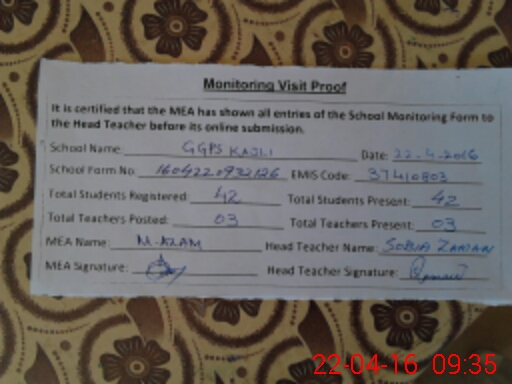 Monitoring Visit Proof
It is certified that the MEA has shown all entries of the School Monitoring Form to
the Head Teacher before its online submission.
School Name: GGPS KAJLI Date: 22-4-2016
School Form No. 1604220932126 EMIS Code: 37410803
Total Students Registered: 42 Total Students Present: 42
Total Teachers Posted: 03 Total Teachers Present: 03
MEA Name: M-AZAM Head Teacher Name: SOBIA ZAMAN
MEA Signature: Head Teacher Signature:
22-04-16 09:35